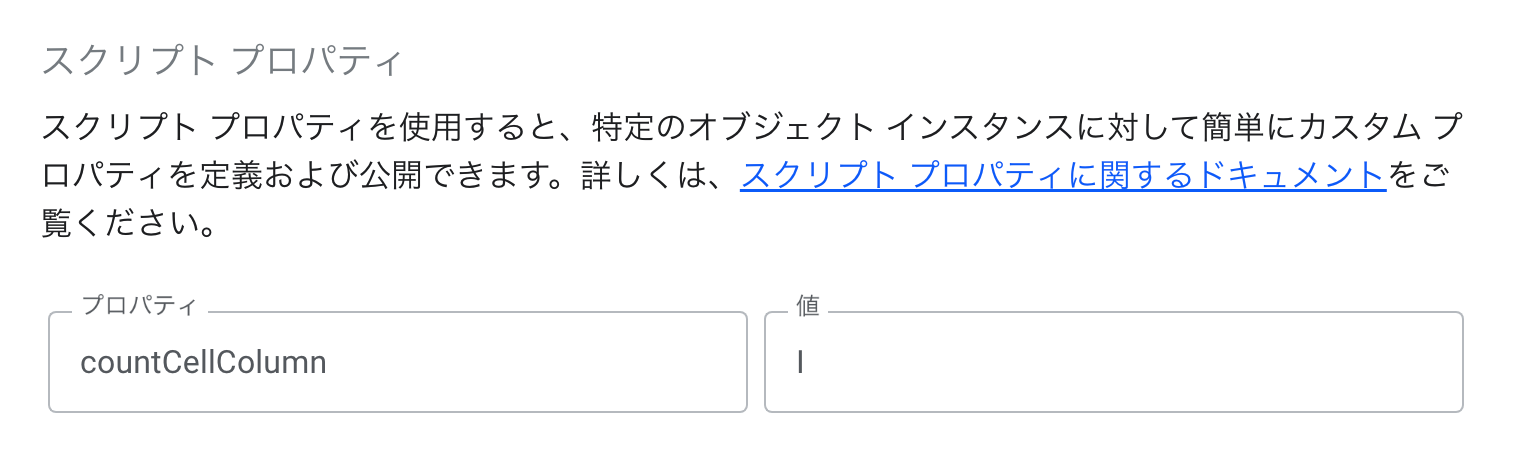 スクリプト プロパティ
スクリプト プロパティを使用すると、特定のオブジェクト インスタンスに対して簡単にカスタム プ
ロパティを定義および公開できます。詳しくは、スクリプト プロパティに関するドキュメントをご
覧ください。
プロパティ
countCellColumn
値
I